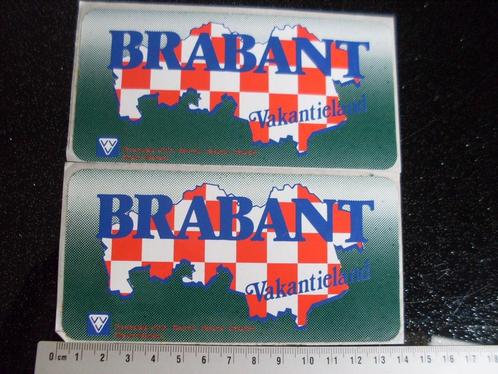 BRABANT
Vakantieland
VVV
BRABANT
Vakantieland
VVV
0 cm 1 2 3 4 5 6 7 8 9 10 11 12 13 14 15 16 17 18